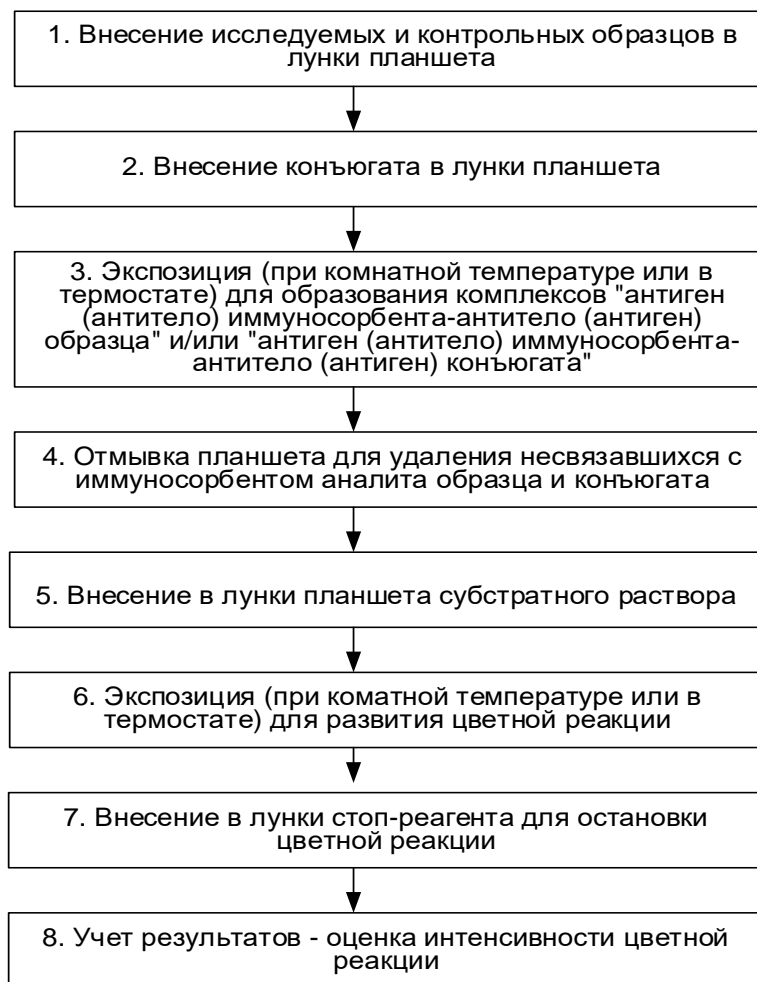 1. Внесение исследуемых и контрольных образцов в
лунки планшета
2. Внесение конъюгата в лунки планшета
3. Экспозиция (при комнатной температуре или в
термостате) для образования комплексов "антиген
(антитело) иммуносорбента-антитело (антиген)
образца" и/или "антиген (антитело) иммуносорбента-
антитело (антиген) конъюгата"
4. Отмывка планшета для удаления несвязавшихся с
иммуносорбентом аналита образца и конъюгата
5. Внесение в лунки планшета субстратного раствора
6. Экспозиция (при коматной температуре или в
термостате) для развития цветной реакции
7. Внесение в лунки стоп-реагента для остановки
цветной реакции
8. Учет результатов - оценка интенсивности цветной
реакции